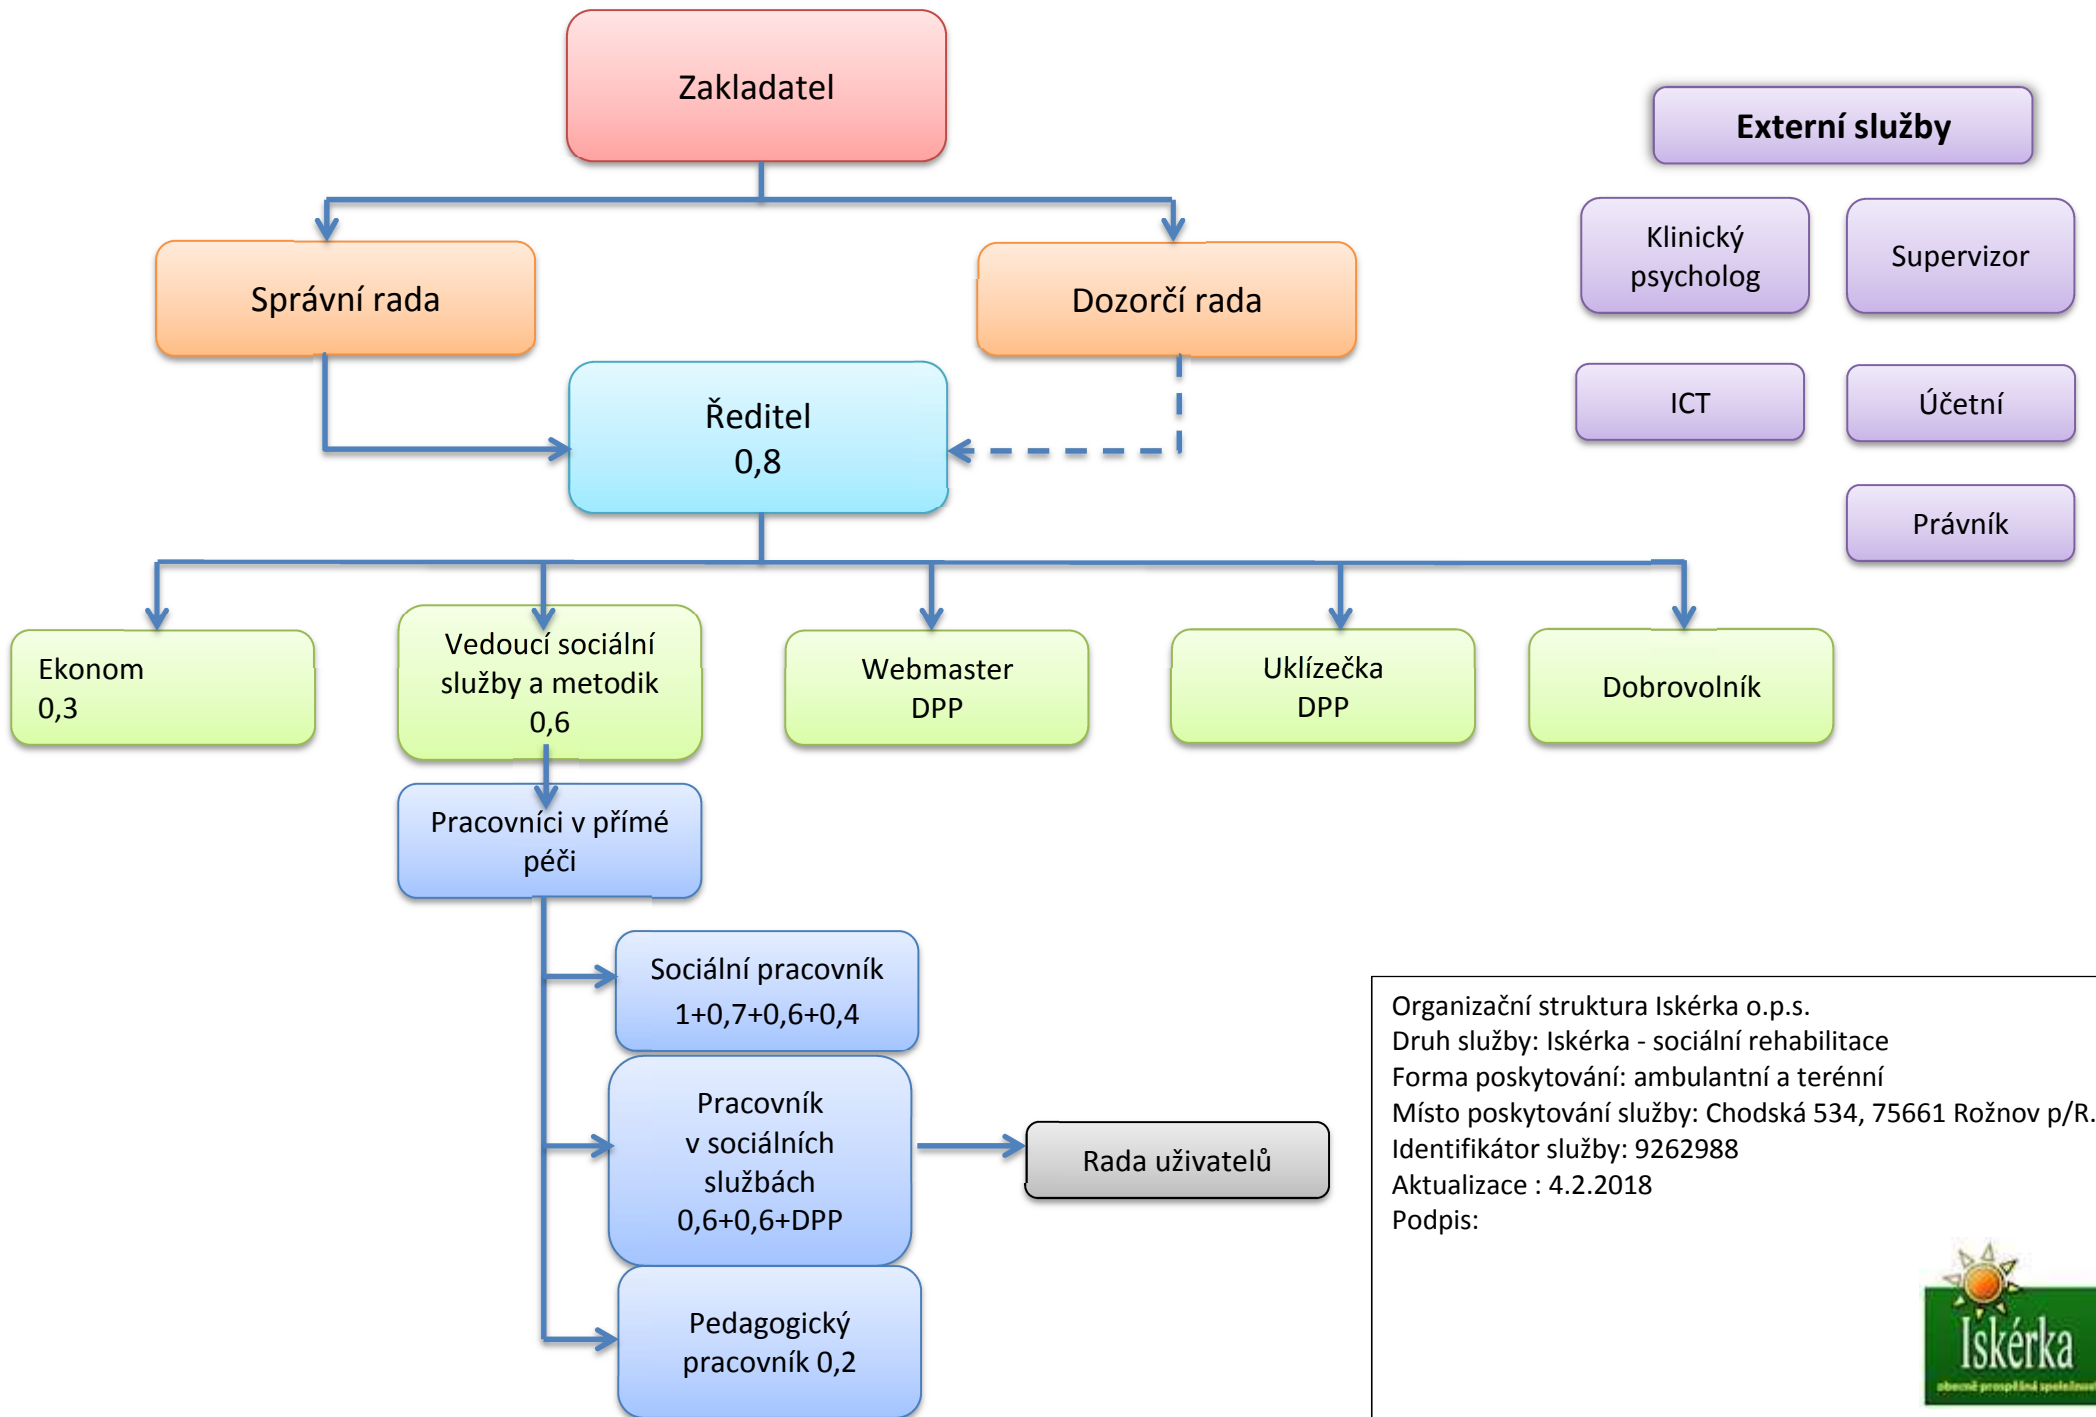 Zakladatel
Externí služby
Správní rada
Dozorčí rada
Klinický
psycholog
Supervizor
Ředitel
0,8
ICT
Účetní
Právník
Ekonom
0,3
Vedoucí sociální
služby a metodik
0,6
Webmaster
DPP
Uklízečka
DPP
Dobrovolník
Pracovníci v přímé
péči
Sociální pracovník
1+0,7+0,6+0,4
Pracovník
v sociálních
službách
0,6+0,6+DPP
Rada uživatelů
Pedagogický
pracovník 0,2
Organizační struktura Iskérka o.p.s.
Druh služby: Iskérka - sociální rehabilitace
Forma poskytování: ambulantní a terénní
Místo poskytování služby: Chodská 534, 75661 Rožnov p/R.
Identifikátor služby: 9262988
Aktualizace : 4.2.2018
Podpis:
Iskérka
obecně prospěšná společnost